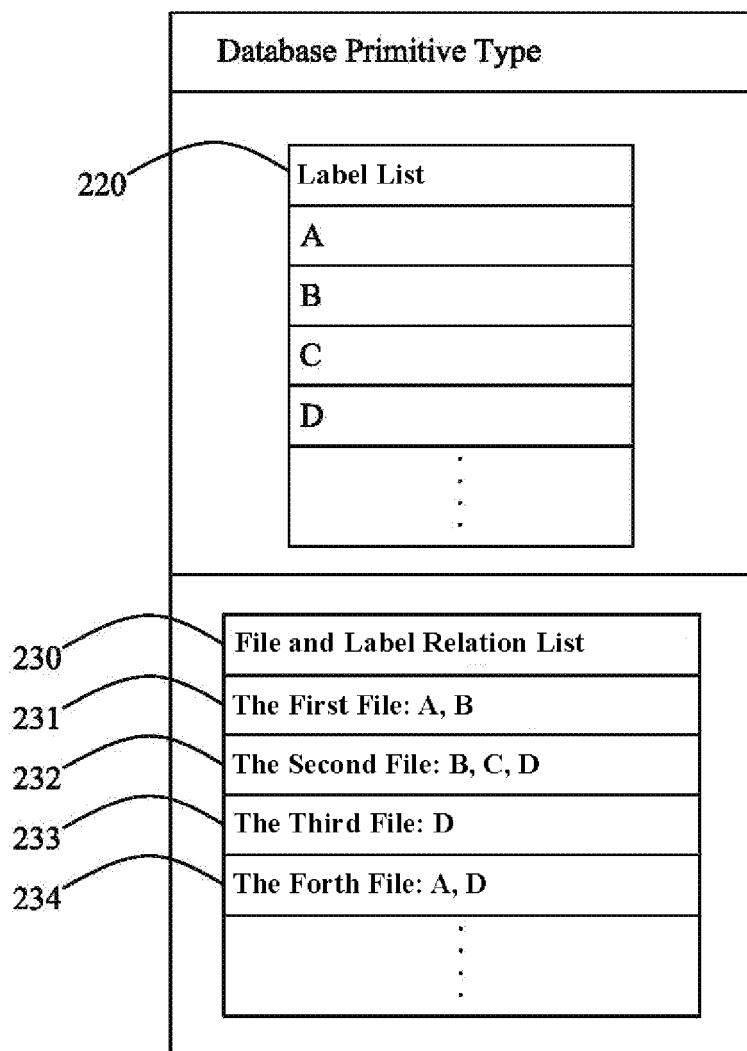 Database Primitive Type
220
Label List
A
B
C
D
230
File and Label Relation List
231
The First File: A, B
232
The Second File: B, C, D
233
The Third File: D
234
The Forth File: A, D